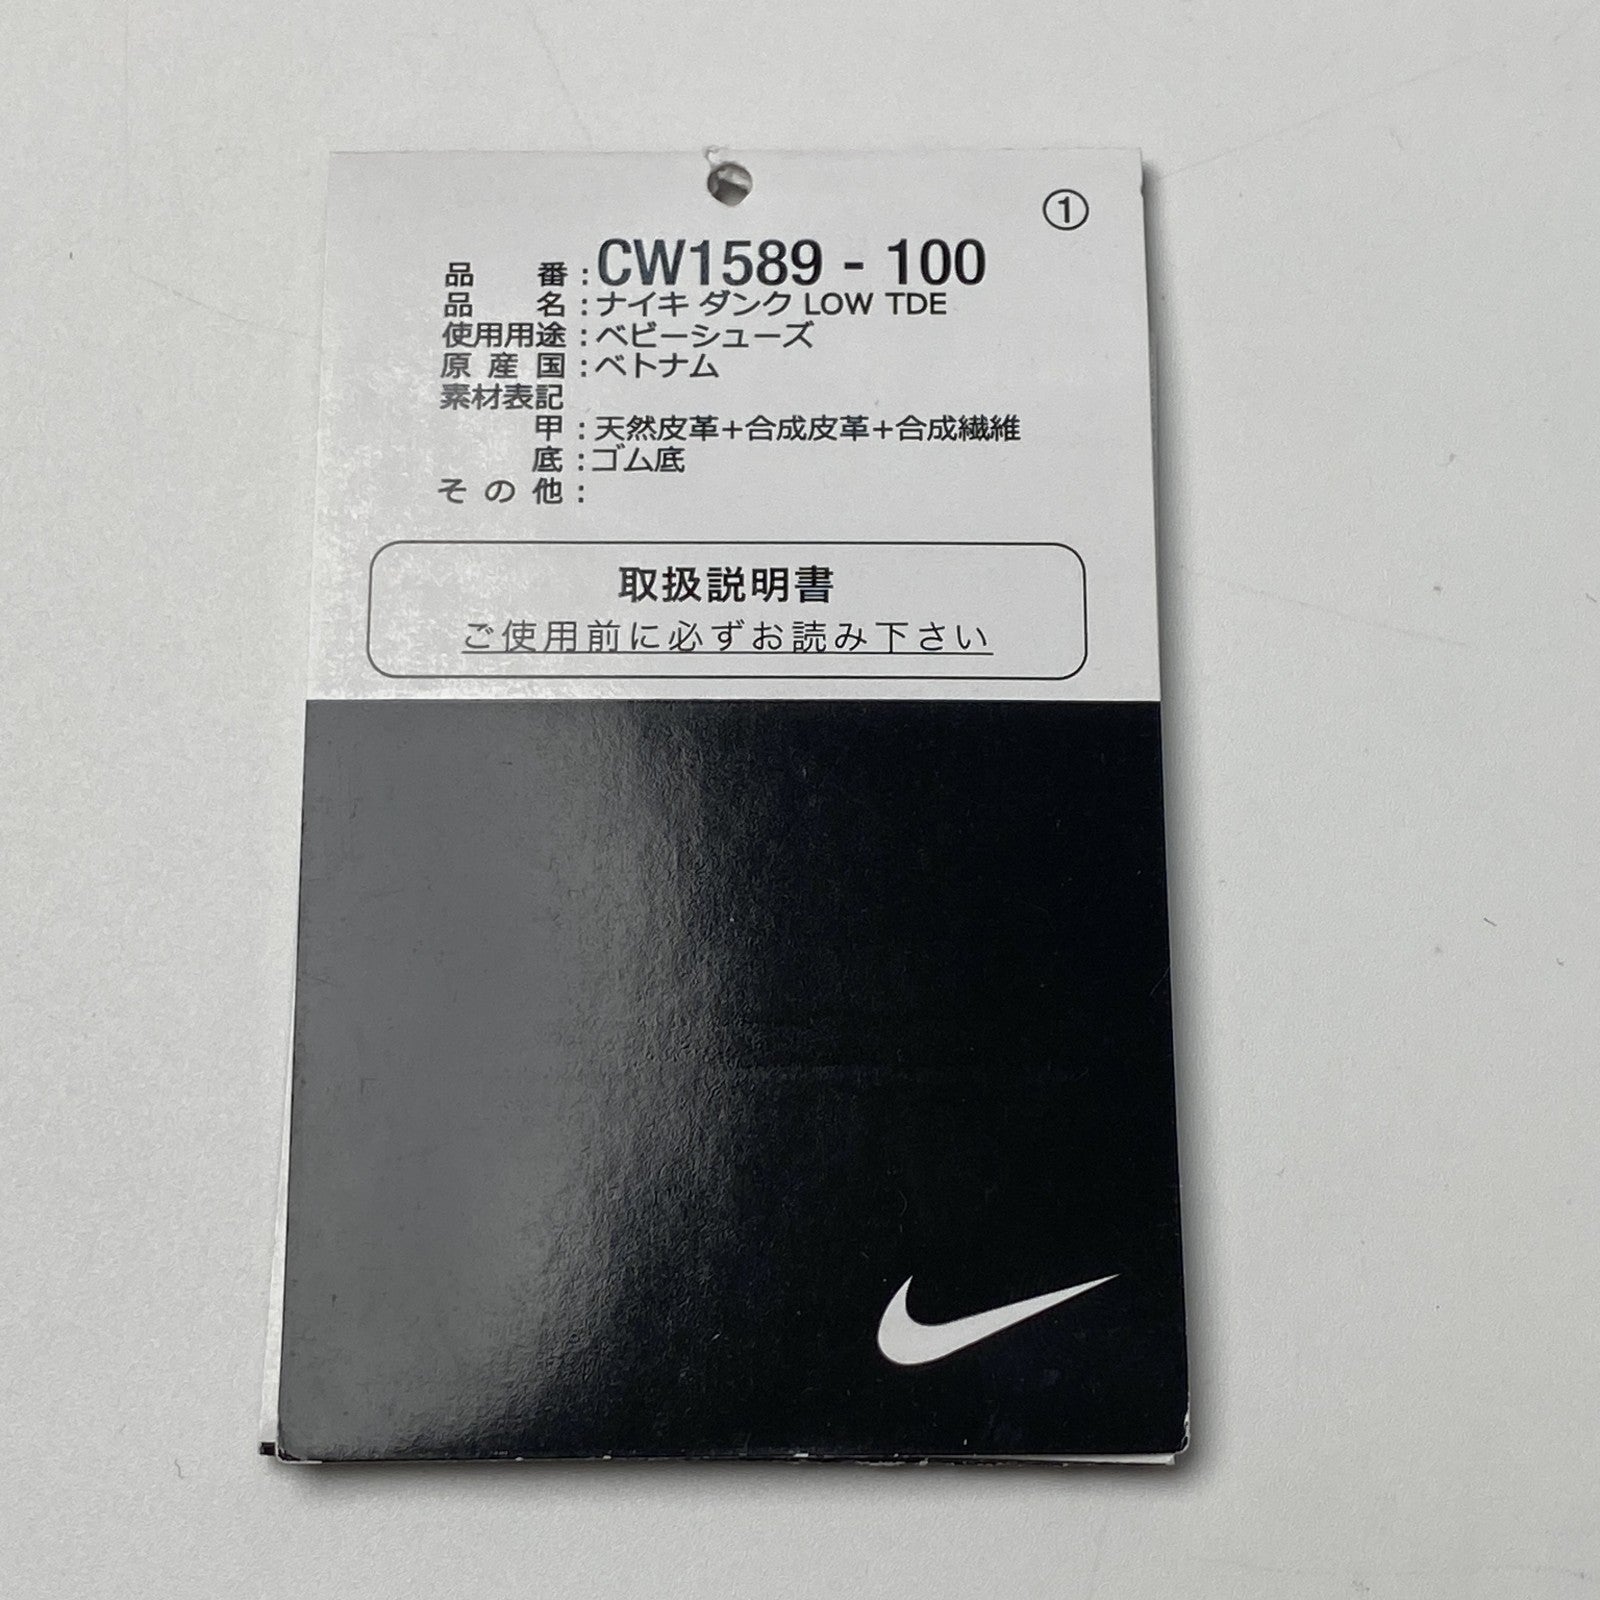 ①
品番:CW1589 - 100
品名:ナイキ ダンク LOW TDE
使用用途:ベビーシューズ
原産国:ベトナム
素材表記
甲:天然皮革+合成皮革+合成繊維
底:ゴム底
その他:
取扱説明書
ご使用前に必ずお読み下さい